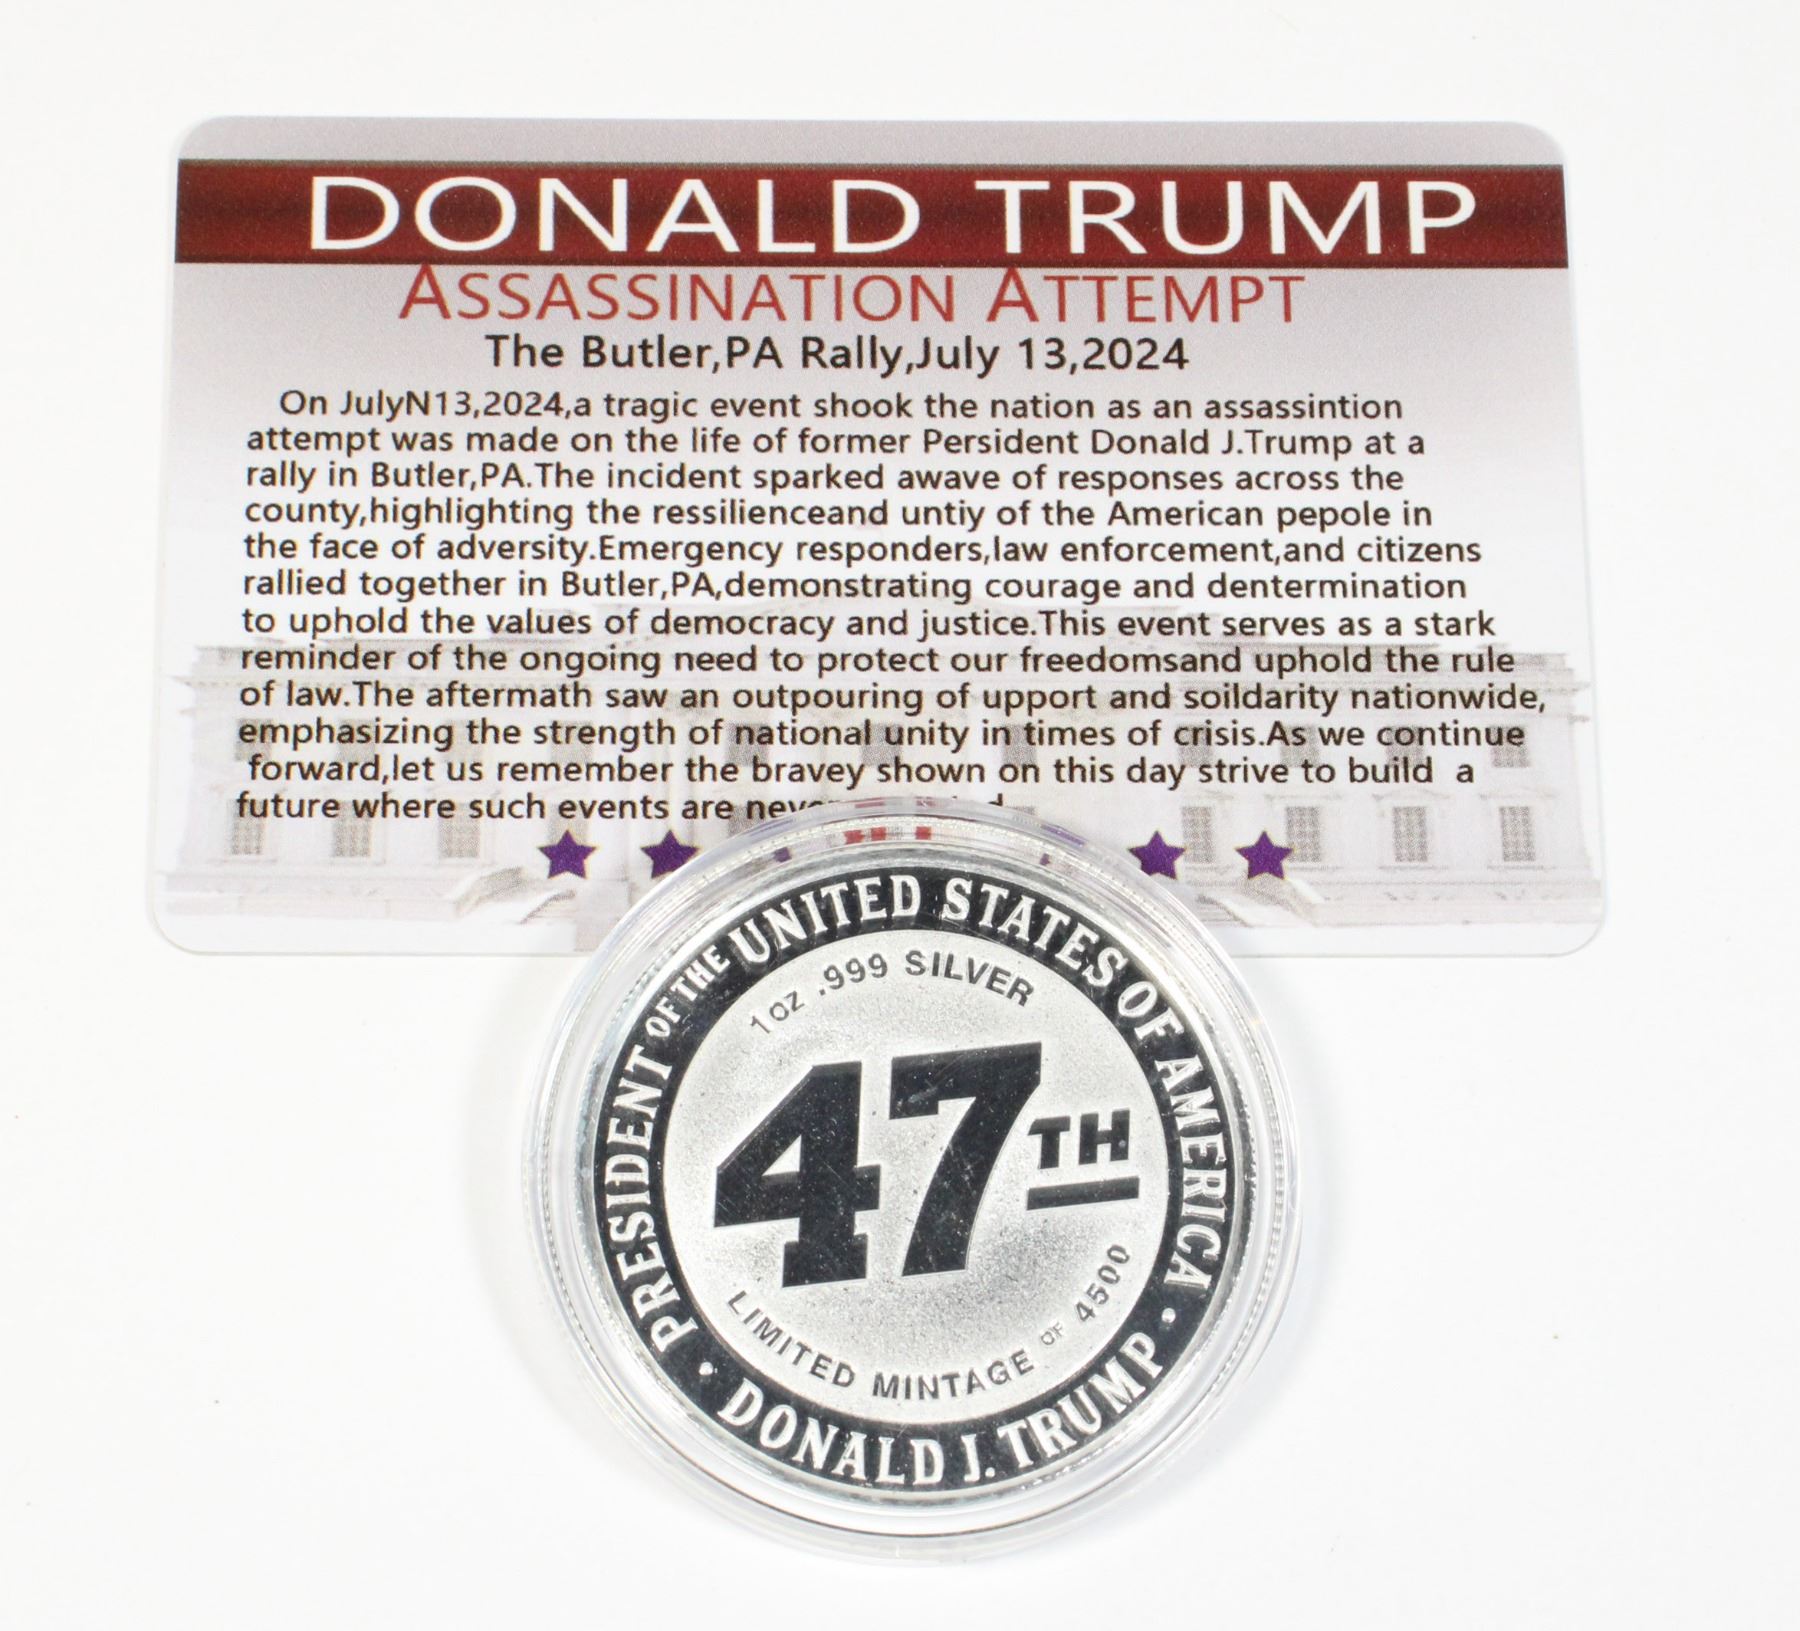 DONALD TRUMP
ASSASSINATION ATTEMPT
The Butler,PA Rally,July 13,2024
On JulyN13,2024,a tragic event shook the nation as an assassintion
attempt was made on the life of former Persident Donald J.Trump at a
rally in Butler,PA.The incident sparked awave of responses across the
county,highlighting the ressilienceand untiy of the American pepole in
the face of adversity.Emergency responders,law enforcement,and citizens
rallied together in Butler,PA,demonstrating courage and dentermination
to uphold the values of democracy and justice.This event serves as a stark
reminder of the ongoing need to protect our freedomsand uphold the rule
of law.The aftermath saw an outpouring of upport and soildarity nationwide,
emphasizing the strength of national unity in times of crisis.As we continue
forward,let us remember the bravey shown on this day strive to build a
future where such events are
PRESIDENT OF THE UNITED STATES OF AMERICA
1 oz .999 SILVER
47TH
LIMITED MINTAGE OF 4500
• DONALD J. TRUMP •